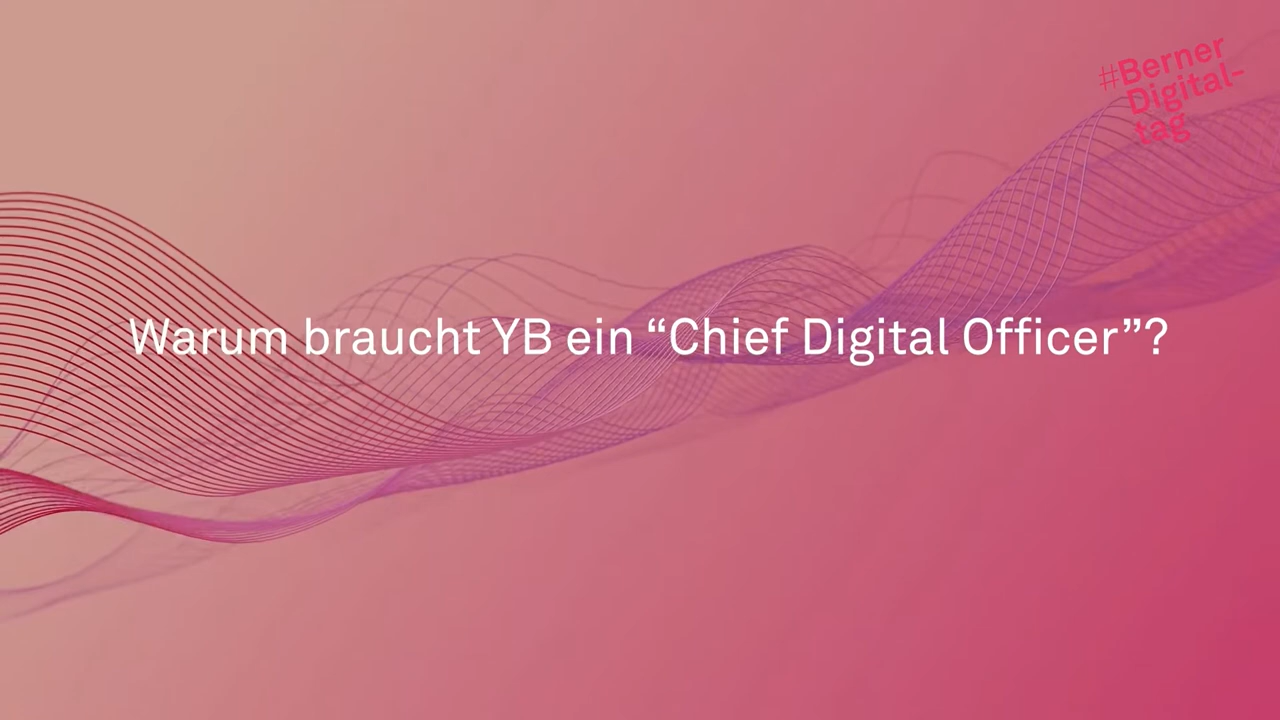 #Berner
Digital-
tag
Warum braucht YB ein “Chief Digital Officer”?